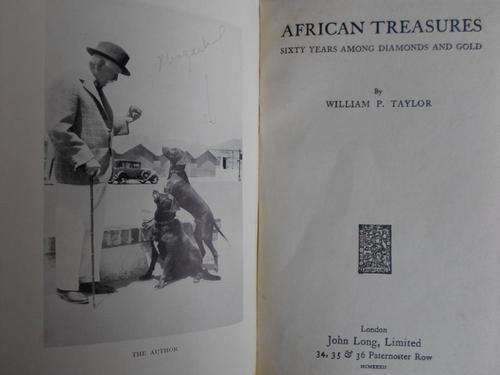 THE AUTHOR
AFRICAN TREASURES
SIXTY YEARS AMONG DIAMONDS AND GOLD
By
WILLIAM P. TAYLOR
London
John Long, Limited
34, 35 & 36 Paternoster Row
MCMXXXII